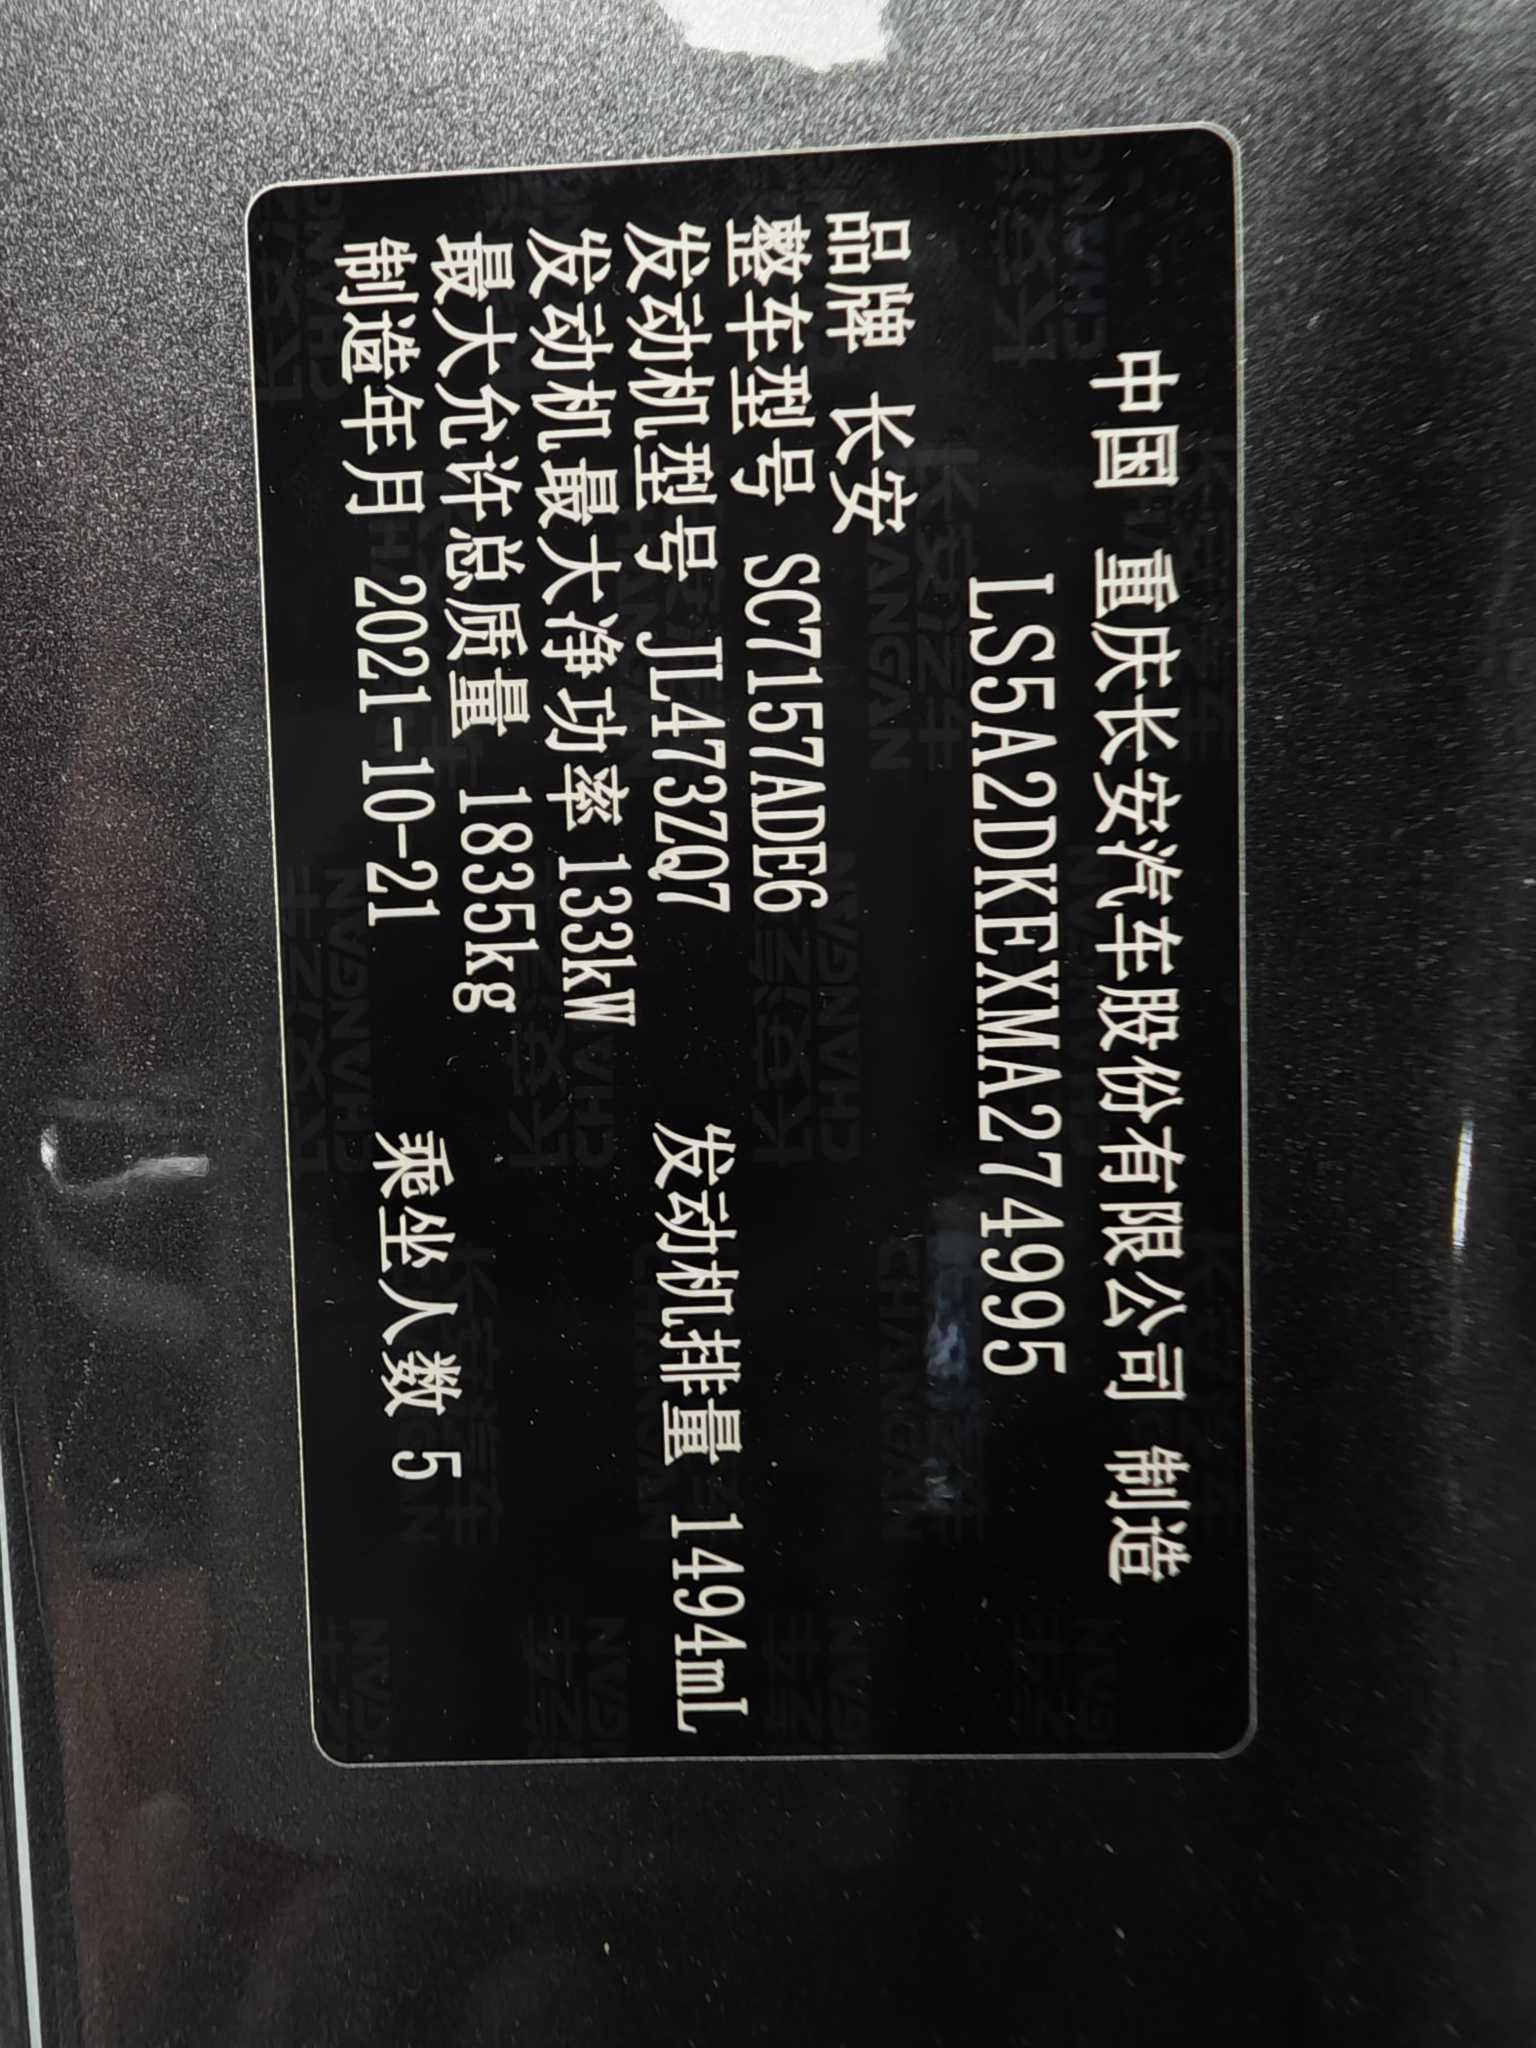 中国 重庆长安汽车股份有限公司 制造
LS5A2DKEXMA274995
品牌 长安
整车型号 SC7157ADE6
发动机型号 JL473ZQ7 发动机排量 1494mL
发动机最大净功率 133kW
最大允许总质量 1835kg
制造年月 2021-10-21 乘坐人数 5